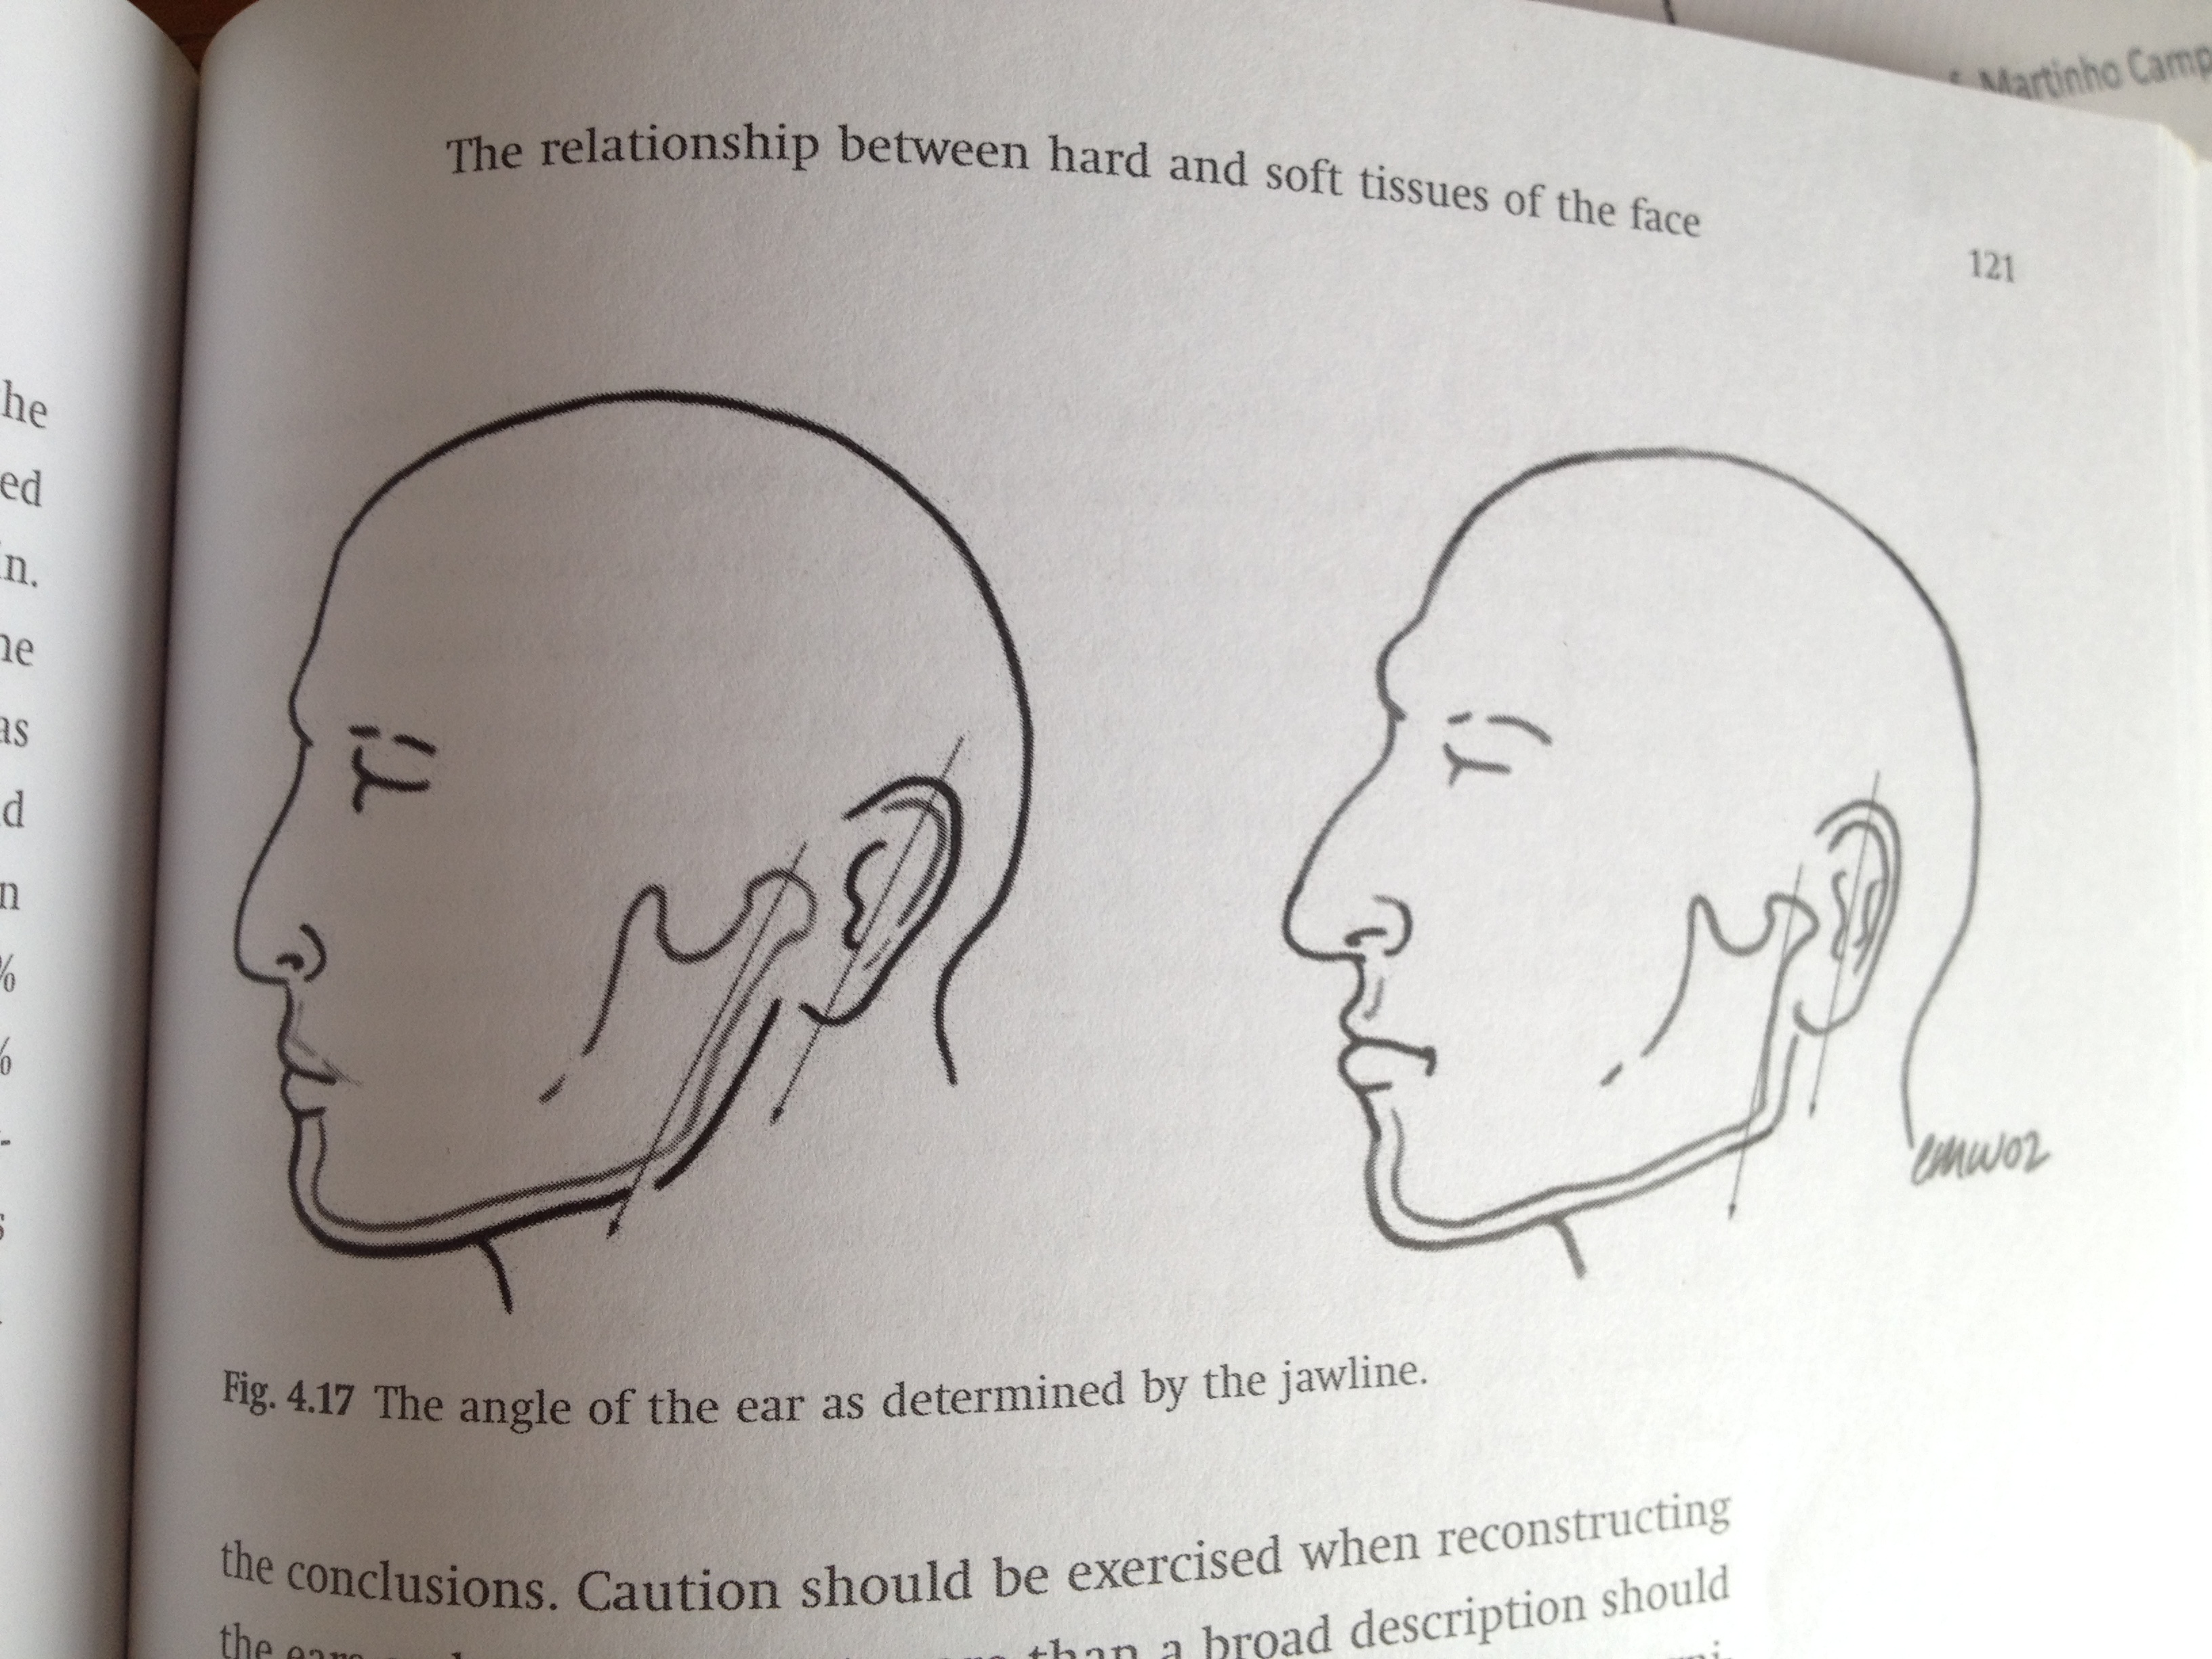 Martinho Camp
The relationship between hard and soft tissues of the face
121
he
ed
in.
ne
as
d
n
%
%
-
s
emw02
Fig. 4.17 The angle of the ear as determined by the jawline.
the conclusions. Caution should be exercised when reconstructing
the ears than a broad description should